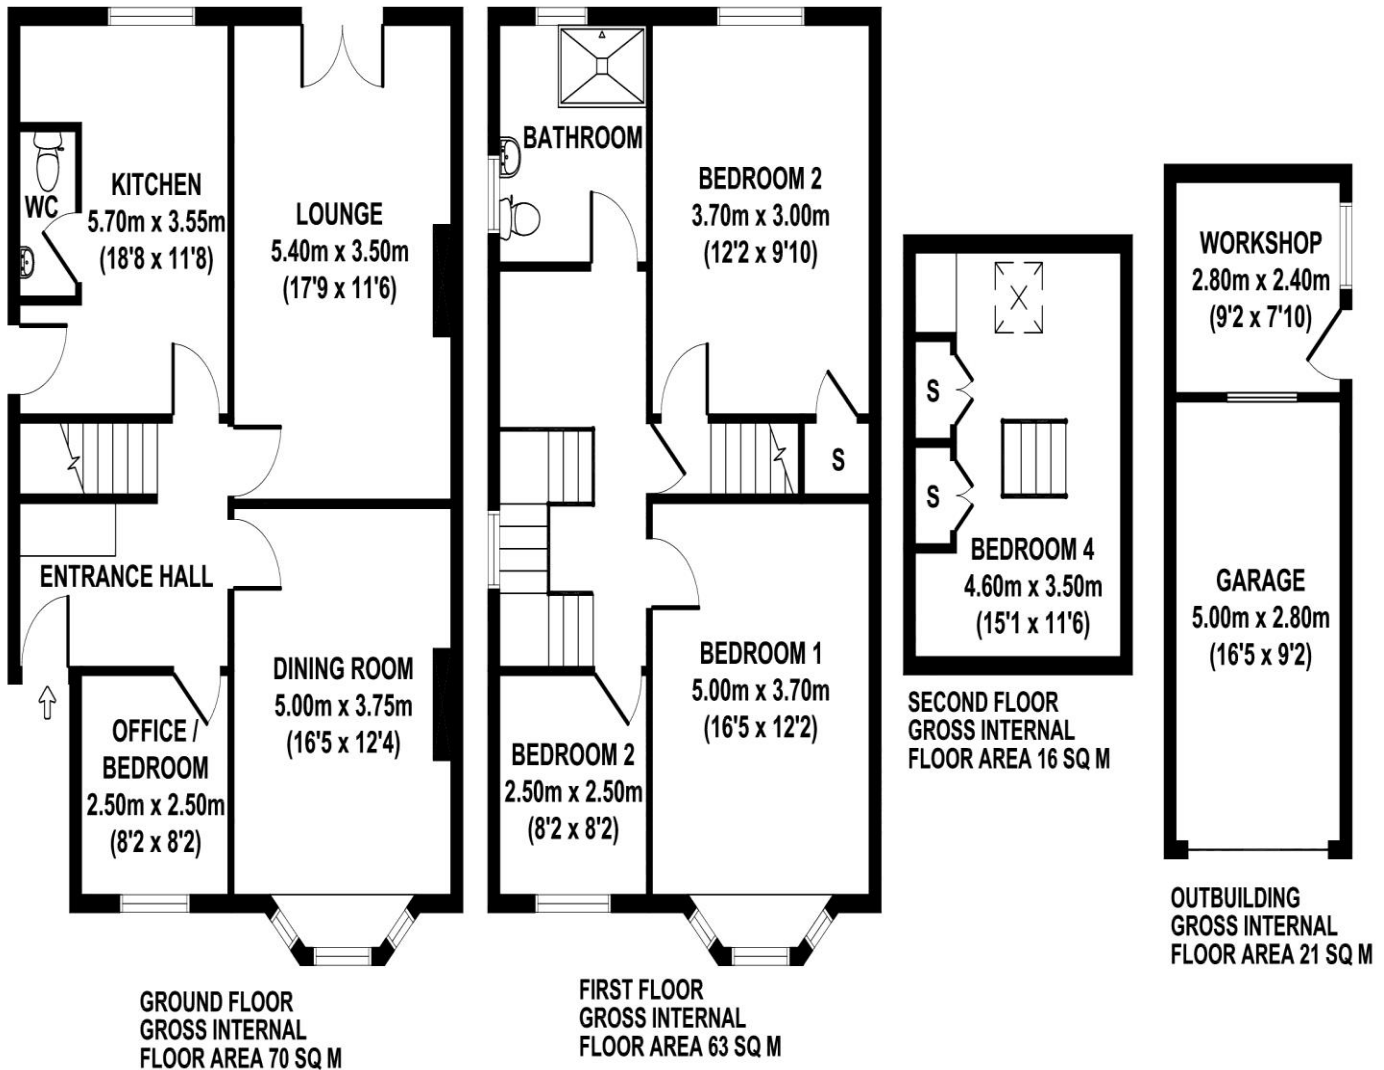 KITCHEN
5.70m x 3.55m
(18'8 x 11'8)
WC
LOUNGE
5.40m x 3.50m
(17'9 x 11'6)
ENTRANCE HALL
DINING ROOM
5.00m x 3.75m
(16'5 x 12'4)
OFFICE /
BEDROOM
2.50m x 2.50m
(8'2 x 8'2)
GROUND FLOOR
GROSS INTERNAL
FLOOR AREA 70 SQ M
BATHROOM
BEDROOM 2
3.70m x 3.00m
(12'2 x 9'10)
S
BEDROOM 1
5.00m x 3.70m
(16'5 x 12'2)
BEDROOM 2
2.50m x 2.50m
(8'2 x 8'2)
FIRST FLOOR
GROSS INTERNAL
FLOOR AREA 63 SQ M
S
S
BEDROOM 4
4.60m x 3.50m
(15'1 x 11'6)
SECOND FLOOR
GROSS INTERNAL
FLOOR AREA 16 SQ M
WORKSHOP
2.80m x 2.40m
(9'2 x 7'10)
GARAGE
5.00m x 2.80m
(16'5 x 9'2)
OUTBUILDING
GROSS INTERNAL
FLOOR AREA 21 SQ M